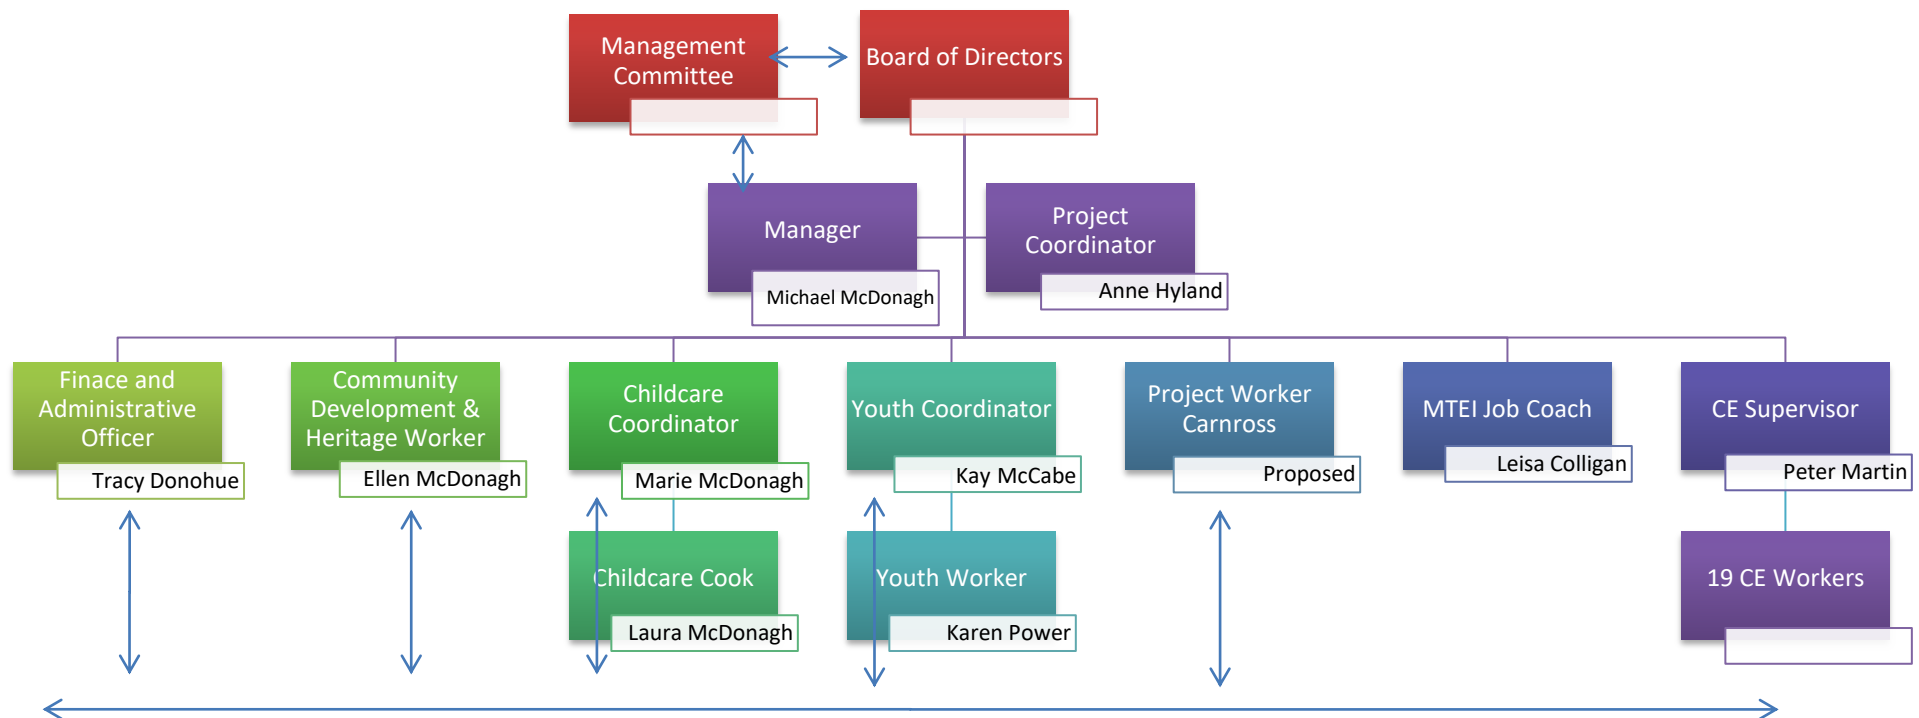 Management
Committee
Board of Directors
Manager
Michael McDonagh
Project
Coordinator
Anne Hyland
Finace and
Administrative
Officer
Tracy Donohue
Community
Development &
Heritage Worker
Ellen McDonagh
Childcare
Coordinator
Marie McDonagh
Youth Coordinator
Kay McCabe
Project Worker
Carnross
Proposed
MTEI Job Coach
Leisa Colligan
CE Supervisor
Peter Martin
Childcare Cook
Laura McDonagh
Youth Worker
Karen Power
19 CE Workers